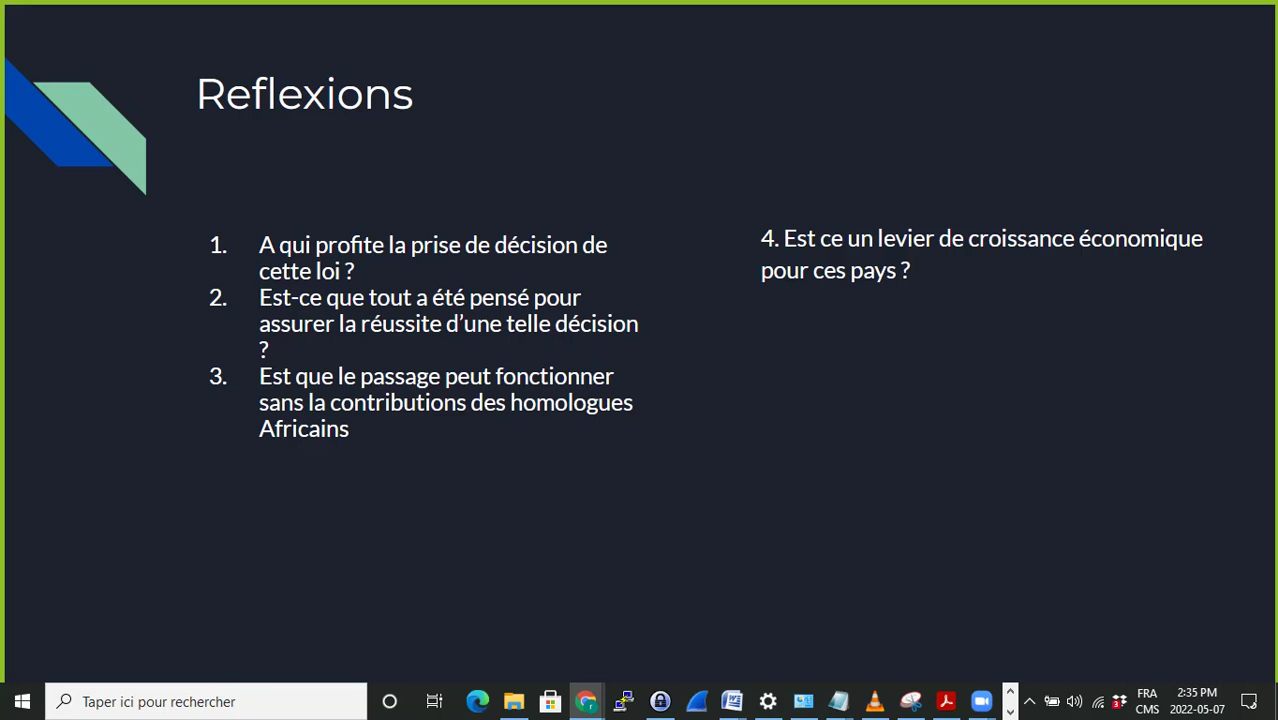 Reflexions
1. A qui profite la prise de décision de
cette loi ?
2. Est-ce que tout a été pensé pour
assurer la réussite d’une telle décision
?
3. Est que le passage peut fonctionner
sans la contributions des homologues
Africains
4. Est ce un levier de croissance économique
pour ces pays ?
Taper ici pour rechercher
3
FRA
CMS
2:35 PM
2022-05-07